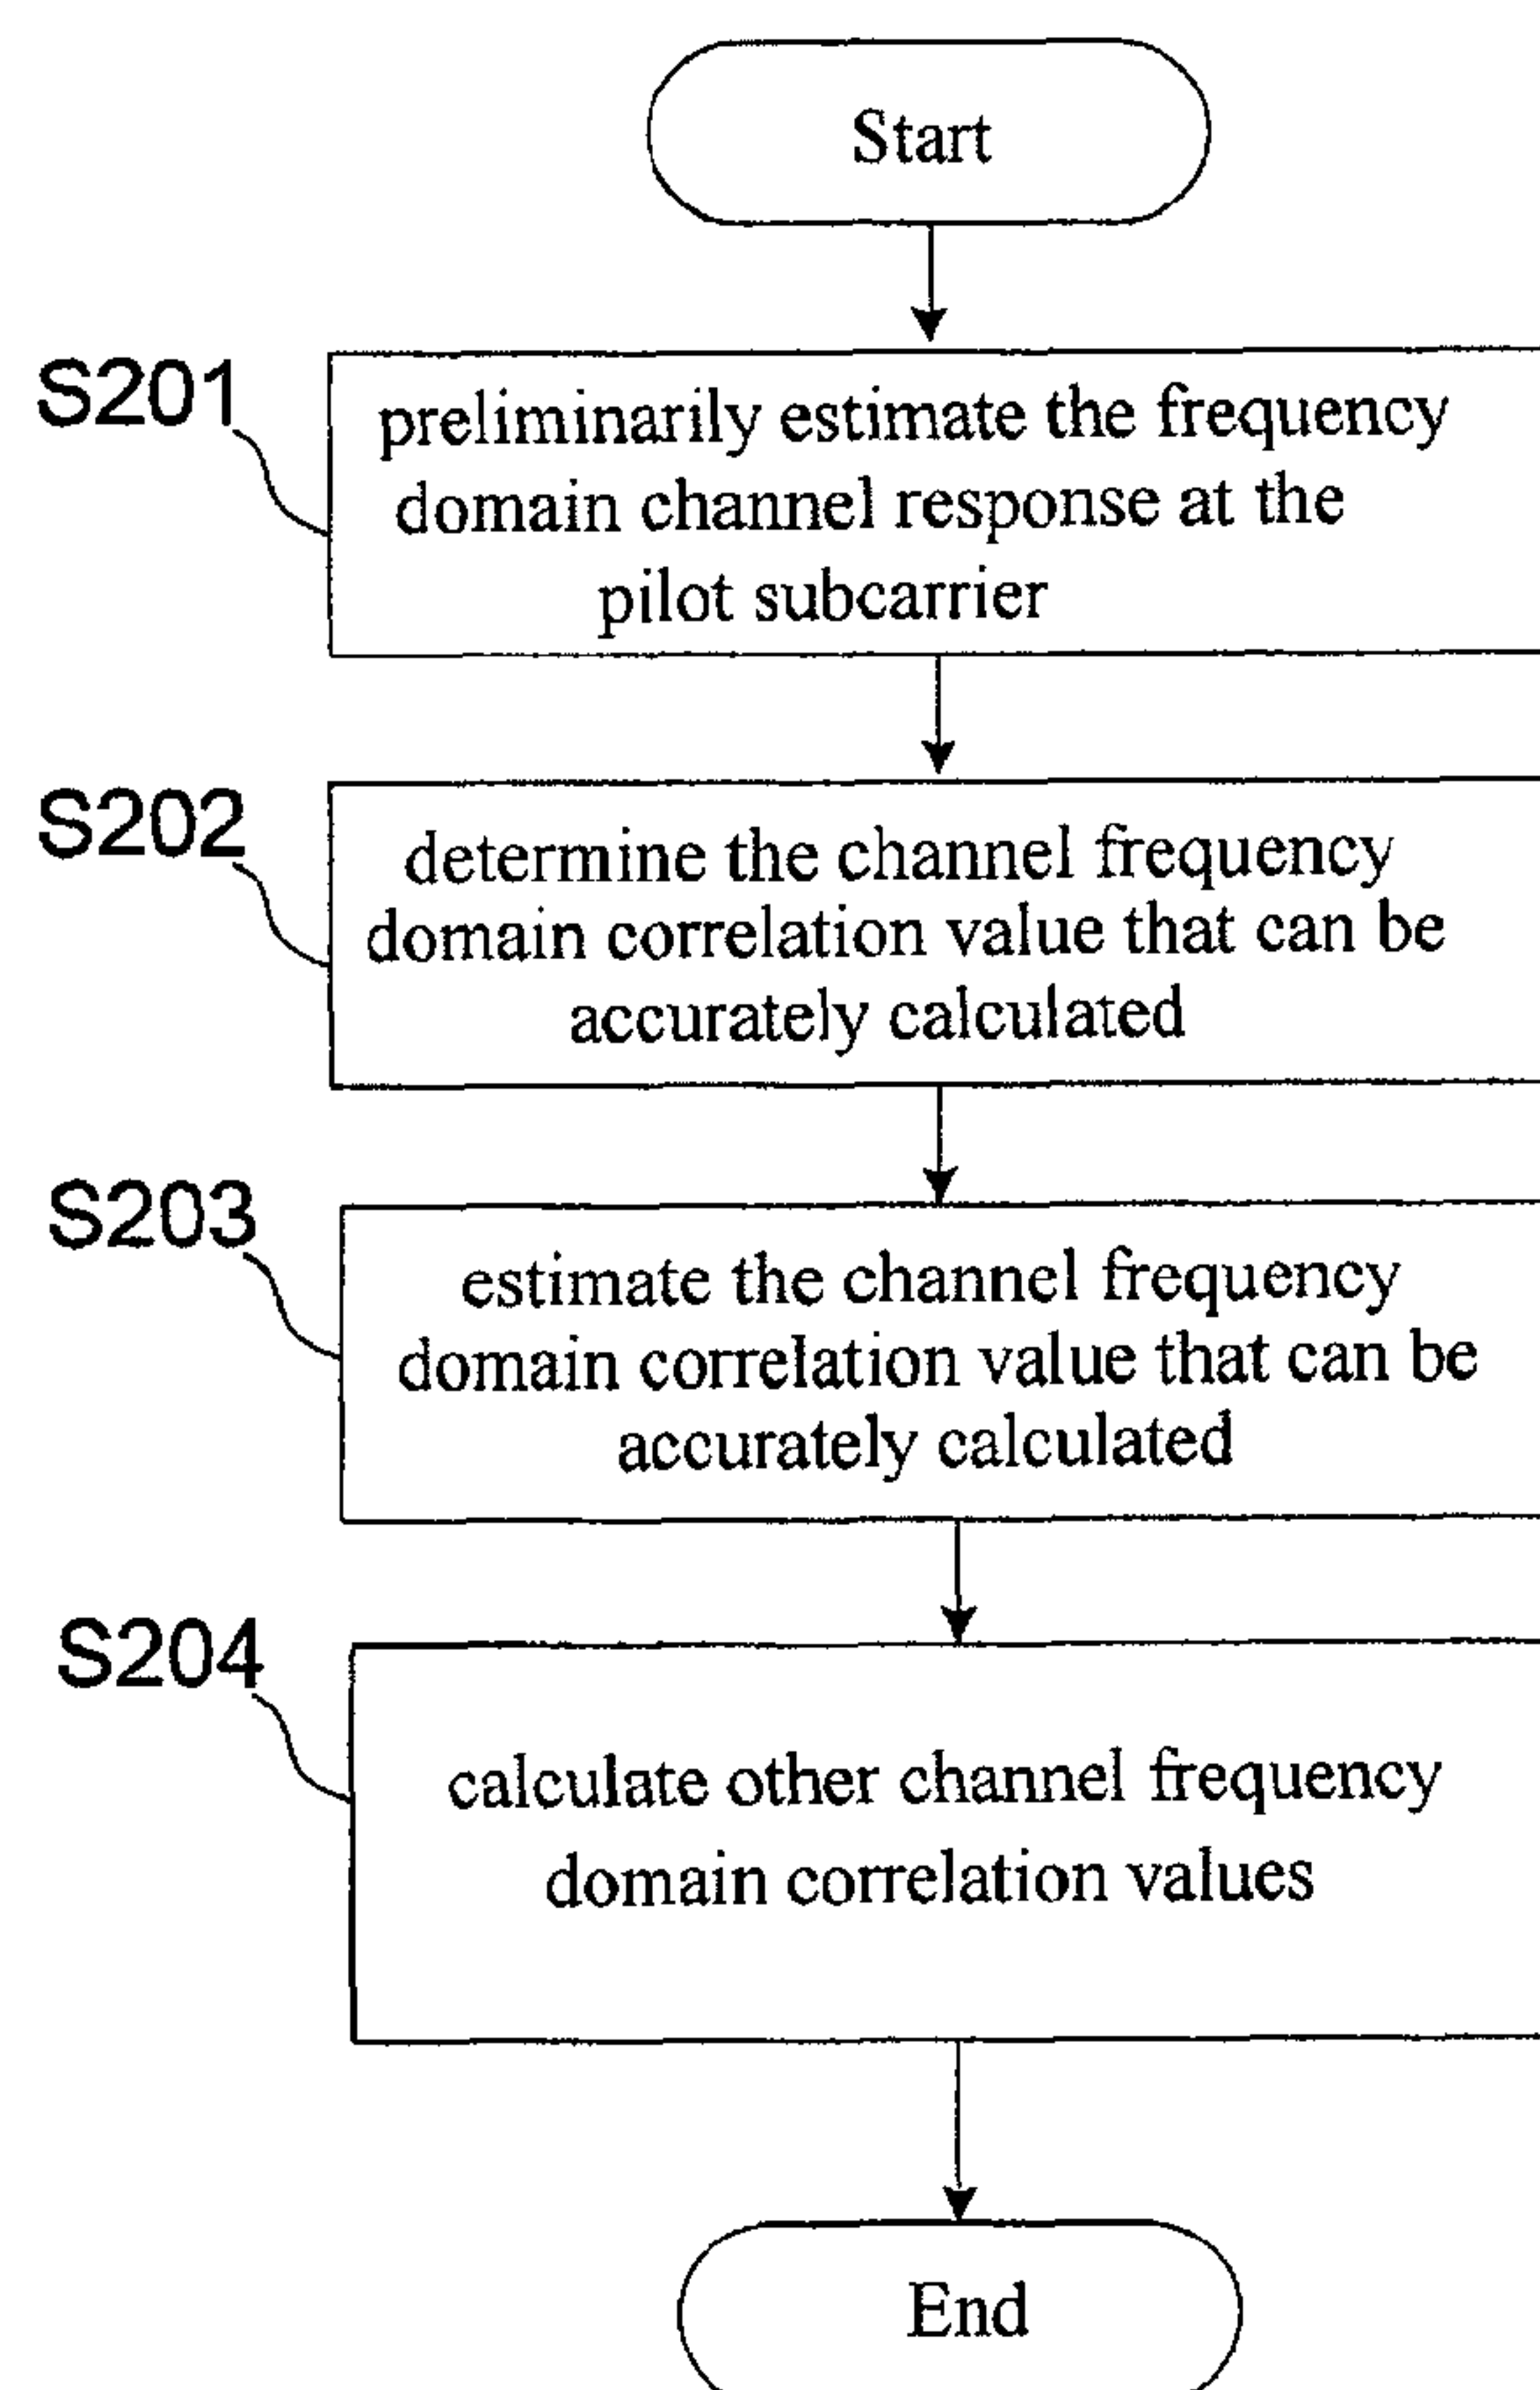 Start
S201
preliminarily estimate the frequency
domain channel response at the
pilot subcarrier
S202
determine the channel frequency
domain correlation value that can be
accurately calculated
S203
estimate the channel frequency
domain correlation value that can be
accurately calculated
S204
calculate other channel frequency
domain correlation values
End